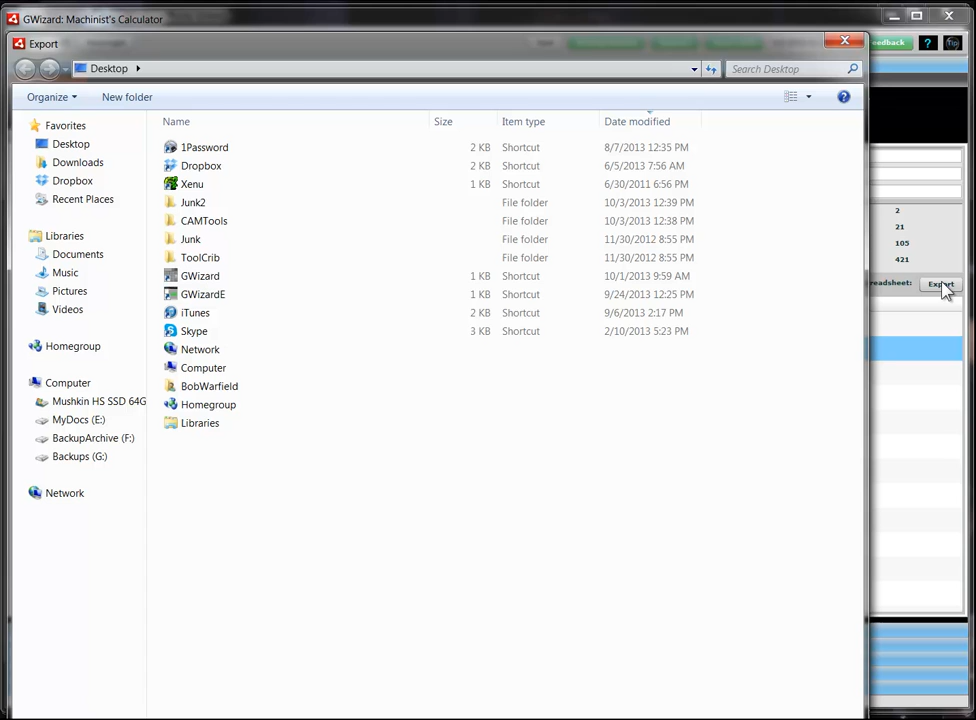 GWizard: Machinist's Calculator
Export
Feedback ? Tip
Desktop
Search Desktop
Organize New folder
Name Size Item type Date modified
Favorites
Desktop
Downloads
Dropbox
Recent Places
Libraries
Documents
Music
Pictures
Videos
Homegroup
Computer
Mushkin HS SSD 64G
MyDocs (E:)
BackupArchive (F:)
Backups (G:)
Network
1Password 2 KB Shortcut 8/7/2013 12:35 PM
Dropbox 2 KB Shortcut 6/5/2013 7:56 AM
Xenu 1 KB Shortcut 6/30/2011 6:56 PM
Junk2 File folder 10/3/2013 12:39 PM
CAMTools File folder 10/3/2013 12:38 PM
Junk File folder 11/30/2012 8:55 PM
ToolCrib File folder 11/30/2012 8:55 PM
GWizard 1 KB Shortcut 10/1/2013 9:59 AM
GWizardE 1 KB Shortcut 9/24/2013 12:25 PM
iTunes 2 KB Shortcut 9/6/2013 2:17 PM
Skype 3 KB Shortcut 2/10/2013 5:23 PM
Network
Computer
BobWarfield
Homegroup
Libraries
2
21
105
421
readsheet: Export